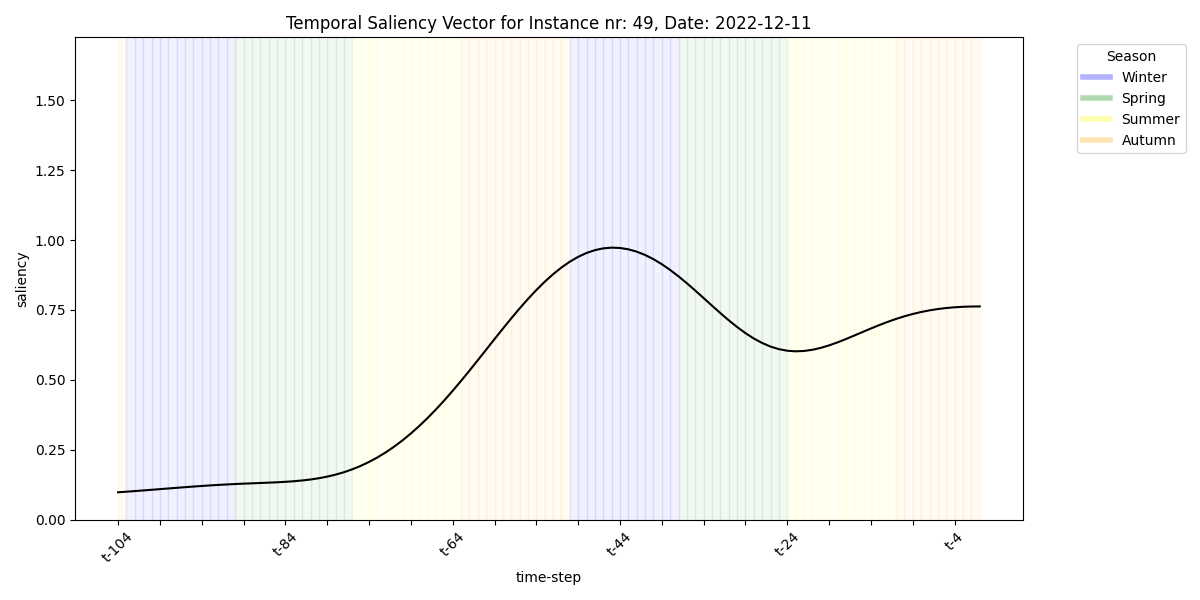 Temporal Saliency Vector for Instance nr: 49, Date: 2022-12-11
Season
Winter
Spring
Summer
Autumn
1.50
1.25
1.00
0.75
0.50
0.25
0.00
saliency
t-104
t-84
t-64
t-44
t-24
t-4
time-step